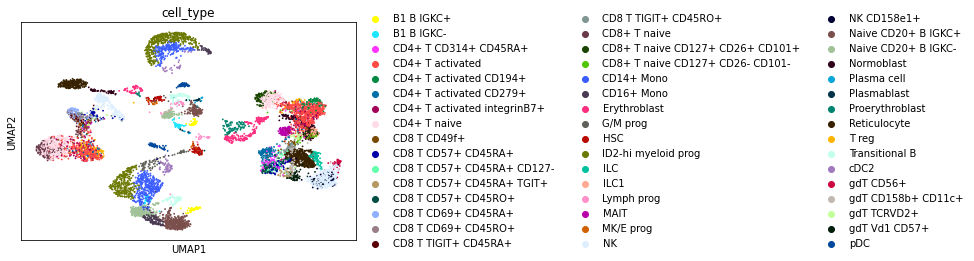 cell_type
UMAP2
UMAP1
B1 B IGKC+
B1 B IGKC-
CD4+ T CD314+ CD45RA+
CD4+ T activated
CD4+ T activated CD194+
CD4+ T activated CD279+
CD4+ T activated integrinB7+
CD4+ T naive
CD8 T CD49f+
CD8 T CD57+ CD45RA+
CD8 T CD57+ CD45RA+ CD127-
CD8 T CD57+ CD45RA+ TGIT+
CD8 T CD57+ CD45RO+
CD8 T CD69+ CD45RA+
CD8 T CD69+ CD45RO+
CD8 T TIGIT+ CD45RA+
CD8 T TIGIT+ CD45RO+
CD8+ T naive
CD8+ T naive CD127+ CD26+ CD101+
CD8+ T naive CD127+ CD26- CD101-
CD14+ Mono
CD16+ Mono
Erythroblast
G/M prog
HSC
ID2-hi myeloid prog
ILC
ILC1
Lymph prog
MAIT
MK/E prog
NK
NK CD158e1+
Naive CD20+ B IGKC+
Naive CD20+ B IGKC-
Normoblast
Plasma cell
Plasmablast
Proerythroblast
Reticulocyte
T reg
Transitional B
cDC2
gdT CD56+
gdT CD158b+ CD11c+
gdT TCRVD2+
gdT Vd1 CD57+
pDC